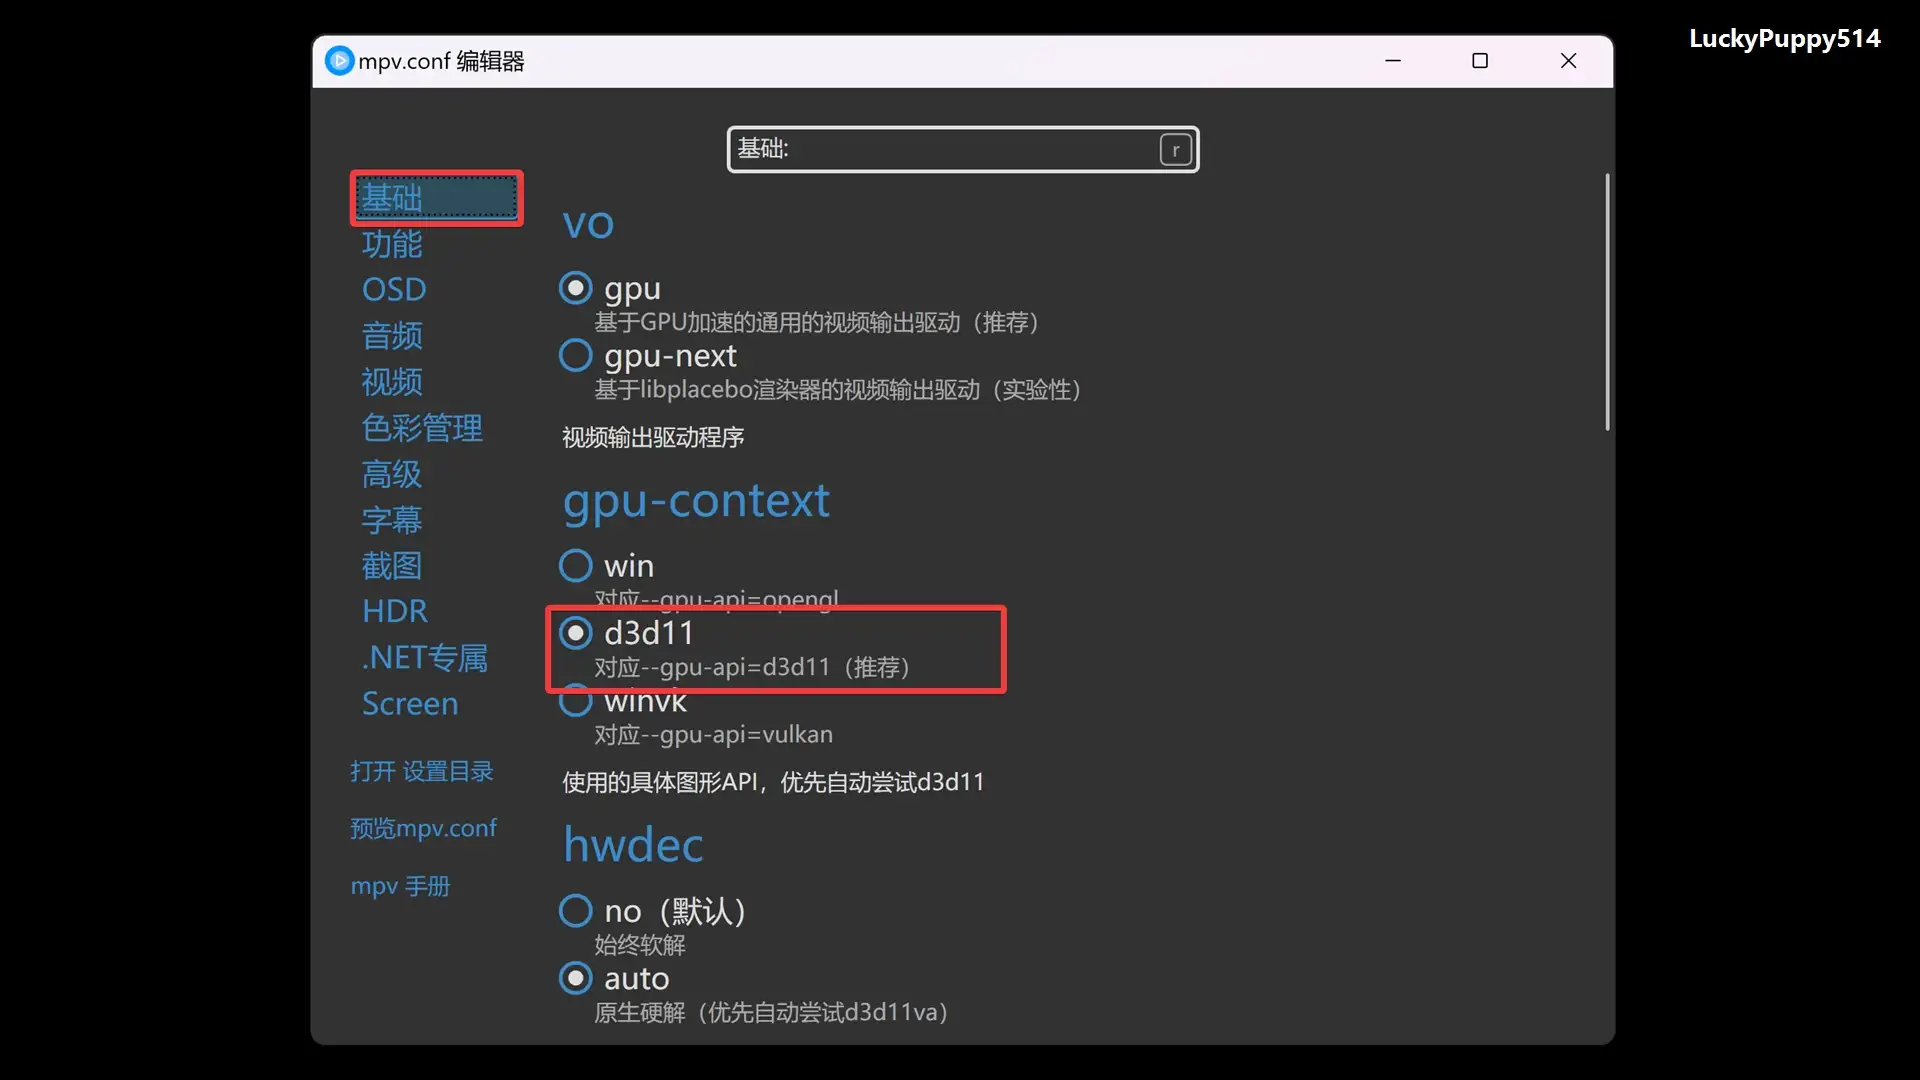 LuckyPuppy514
mpv.conf 编辑器
基础:
r
基础
功能
OSD
音频
视频
色彩管理
高级
字幕
截图
HDR
.NET专属
Screen
打开 设置目录
预览mpv.conf
mpv 手册
vo
gpu
基于GPU加速的通用的视频输出驱动（推荐）
gpu-next
基于libplacebo渲染器的视频输出驱动（实验性）
视频输出驱动程序
gpu-context
win
对应--gpu-api=opengl
d3d11
对应--gpu-api=d3d11（推荐）
winvk
对应--gpu-api=vulkan
使用的具体图形API，优先自动尝试d3d11
hwdec
no（默认）
始终软解
auto
原生硬解（优先自动尝试d3d11va）